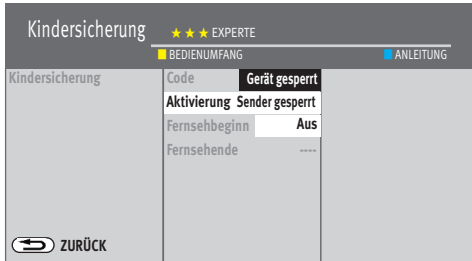 Kindersicherung ★ ★ ★ EXPERTE
BEDIENUMFANG ANLEITUNG
Kindersicherung Code Gerät gesperrt
Aktivierung Sender gesperrt
Fernsehbeginn Aus
Fernsehende ----
ZURÜCK